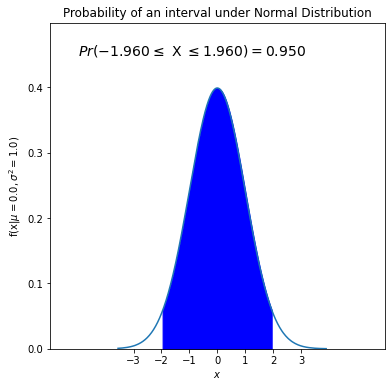 Probability of an interval under Normal Distribution
Pr(−1.960 ≤ X ≤ 1.960) = 0.950
f(x|μ = 0.0, σ² = 1.0)
0.4
0.3
0.2
0.1
0.0
−3 −2 −1 0 1 2 3
x